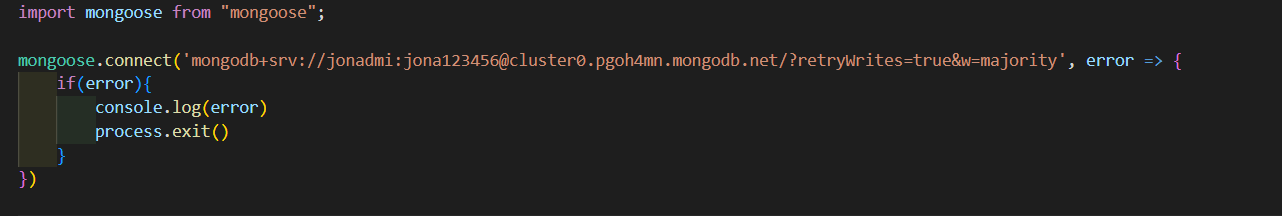 import mongoose from "mongoose";
mongoose.connect('mongodb+srv://jonadmi:jona123456@cluster0.pgoh4mn.mongodb.net/?retryWrites=true&w=majority', error => {
if(error){
console.log(error)
process.exit()
}
})